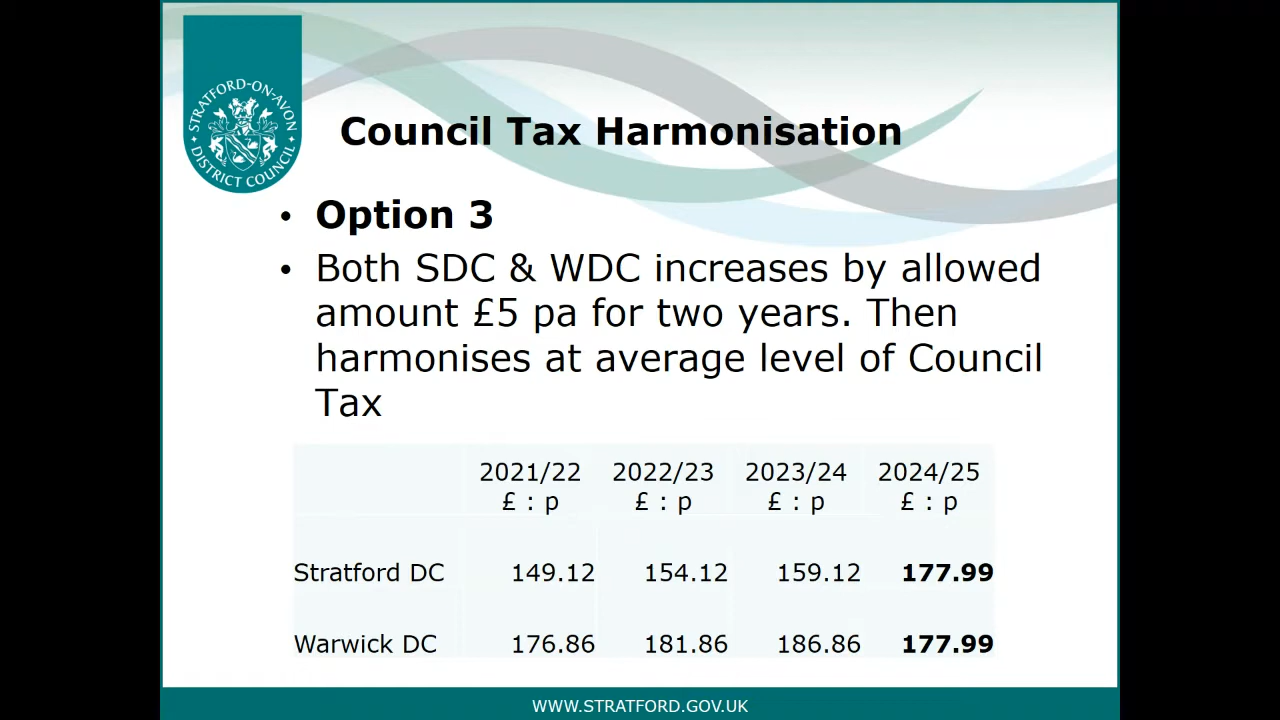 STRATFORD-ON-AVON
DISTRICT COUNCIL
Council Tax Harmonisation
• Option 3
• Both SDC & WDC increases by allowed
amount £5 pa for two years. Then
harmonises at average level of Council
Tax
2021/22 2022/23 2023/24 2024/25
£ : p £ : p £ : p £ : p
Stratford DC 149.12 154.12 159.12 177.99
Warwick DC 176.86 181.86 186.86 177.99
WWW.STRATFORD.GOV.UK